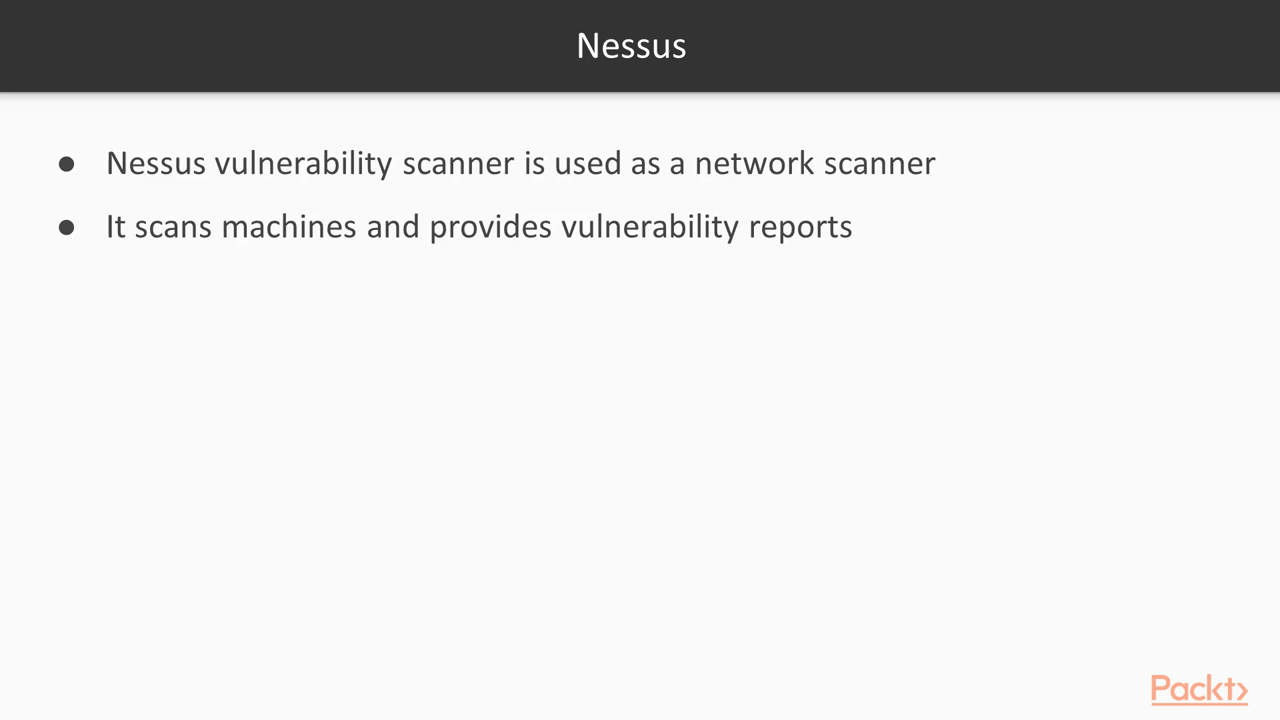 Nessus
● Nessus vulnerability scanner is used as a network scanner
● It scans machines and provides vulnerability reports
Packt>